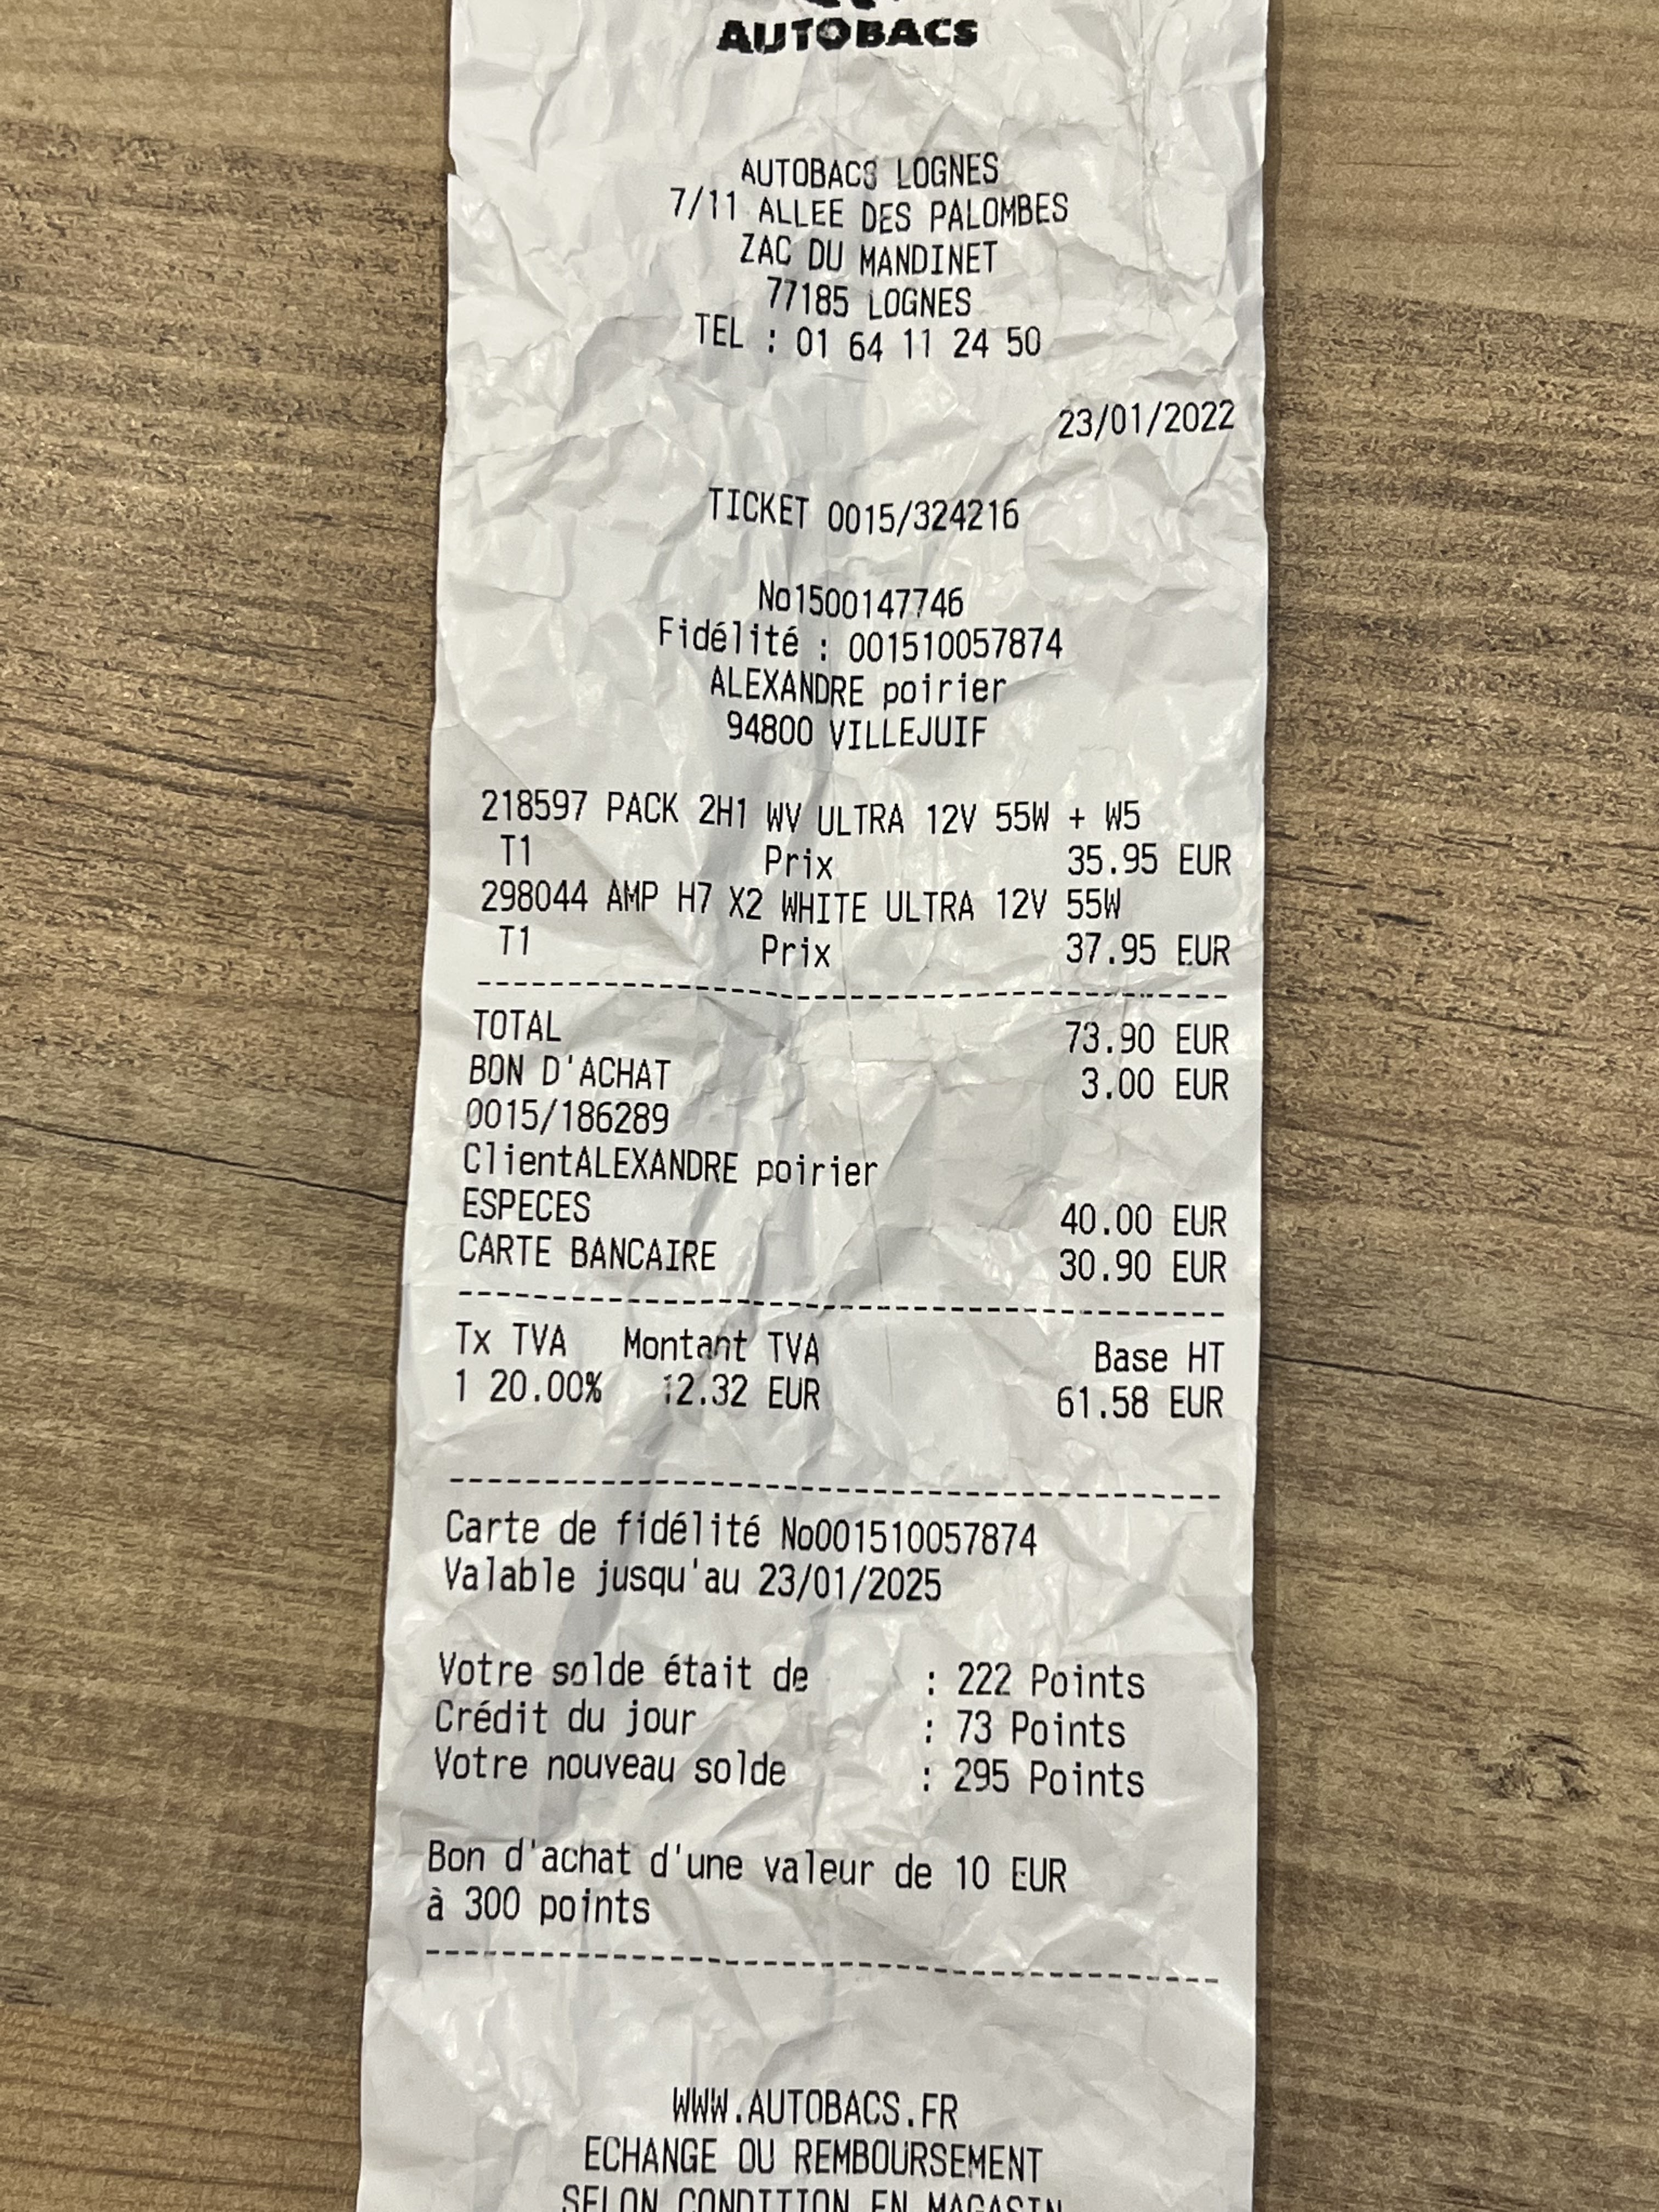 AUTOBACS
AUTOBACS LOGNES
7/11 ALLEE DES PALOMBES
ZAC DU MANDINET
77185 LOGNES
TEL : 01 64 11 24 50
23/01/2022
TICKET 0015/324216
No1500147746
Fidélité : 001510057874
ALEXANDRE poirier
94800 VILLEJUIF
218597 PACK 2H1 WV ULTRA 12V 55W + W5
T1 Prix 35.95 EUR
298044 AMP H7 X2 WHITE ULTRA 12V 55W
T1 Prix 37.95 EUR
TOTAL 73.90 EUR
BON D'ACHAT 3.00 EUR
0015/186289
ClientALEXANDRE poirier
ESPECES 40.00 EUR
CARTE BANCAIRE 30.90 EUR
Tx TVA Montant TVA Base HT
1 20.00% 12.32 EUR 61.58 EUR
Carte de fidélité No001510057874
Valable jusqu'au 23/01/2025
Votre solde était de : 222 Points
Crédit du jour : 73 Points
Votre nouveau solde : 295 Points
Bon d'achat d'une valeur de 10 EUR
à 300 points
WWW.AUTOBACS.FR
ECHANGE OU REMBOURSEMENT
SELON CONDITION EN MAGASIN